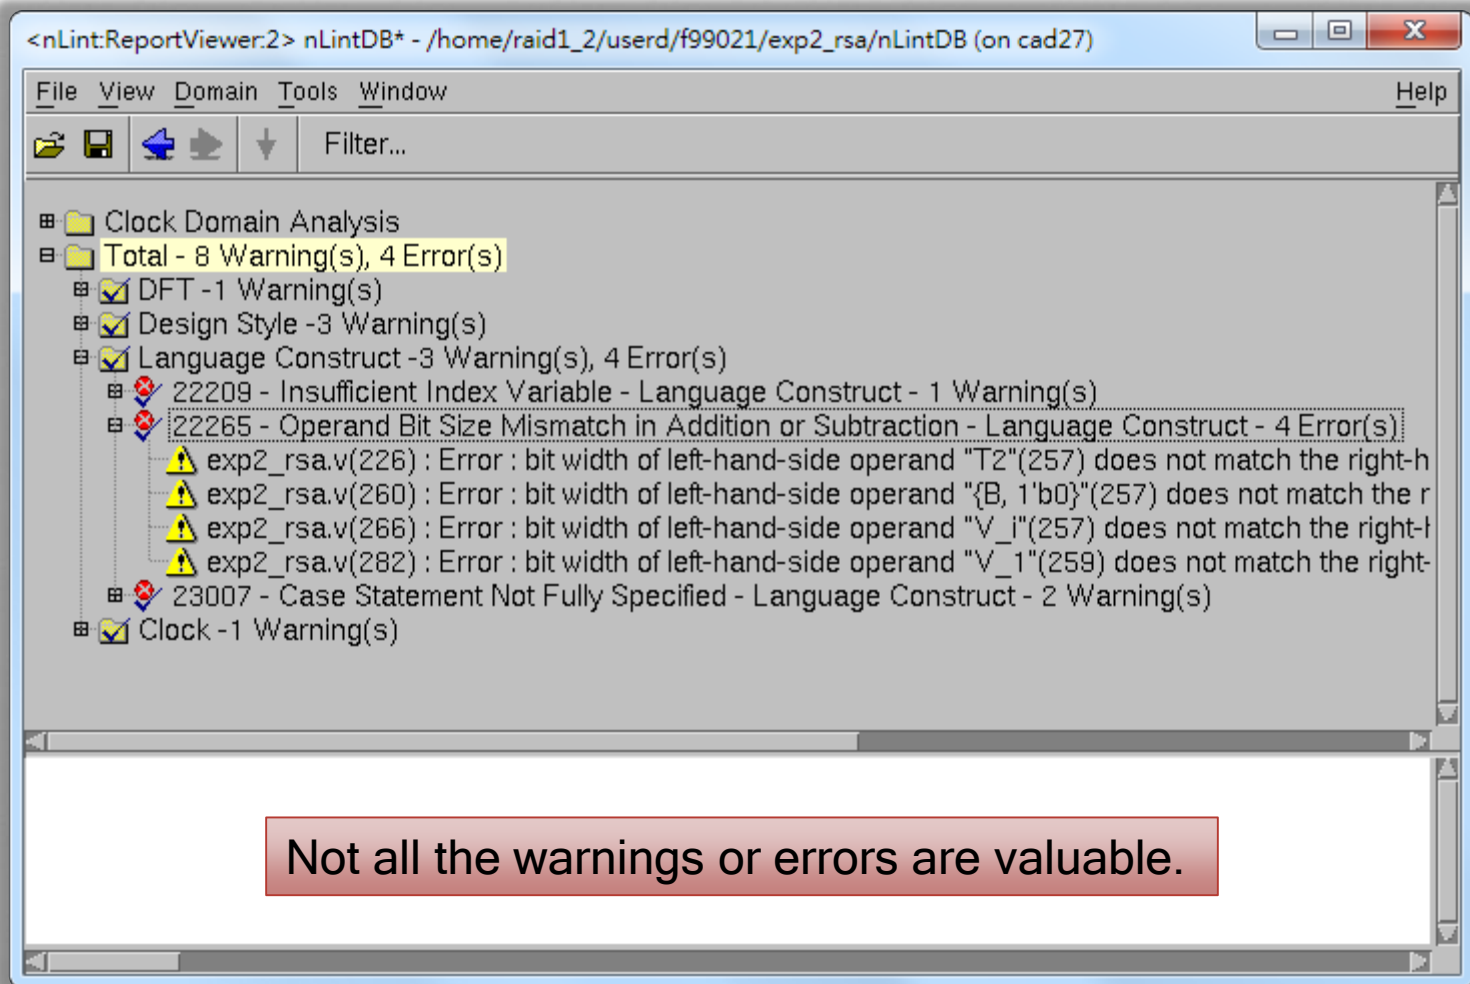 <nLint:ReportViewer:2> nLintDB* - /home/raid1_2/userd/f99021/exp2_rsa/nLintDB (on cad27)
File View Domain Tools Window Help
Filter...
Clock Domain Analysis
Total - 8 Warning(s), 4 Error(s)
DFT -1 Warning(s)
Design Style -3 Warning(s)
Language Construct -3 Warning(s), 4 Error(s)
22209 - Insufficient Index Variable - Language Construct - 1 Warning(s)
22265 - Operand Bit Size Mismatch in Addition or Subtraction - Language Construct - 4 Error(s)
exp2_rsa.v(226) : Error : bit width of left-hand-side operand "T2"(257) does not match the right-h
exp2_rsa.v(260) : Error : bit width of left-hand-side operand "{B, 1'b0}"(257) does not match the r
exp2_rsa.v(266) : Error : bit width of left-hand-side operand "V_i"(257) does not match the right-h
exp2_rsa.v(282) : Error : bit width of left-hand-side operand "V_1"(259) does not match the right-
23007 - Case Statement Not Fully Specified - Language Construct - 2 Warning(s)
Clock -1 Warning(s)
Not all the warnings or errors are valuable.